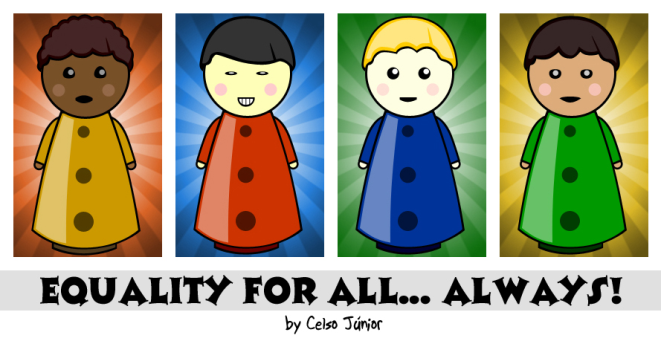 EQUALITY FOR ALL... ALWAYS!
by Celso Júnior